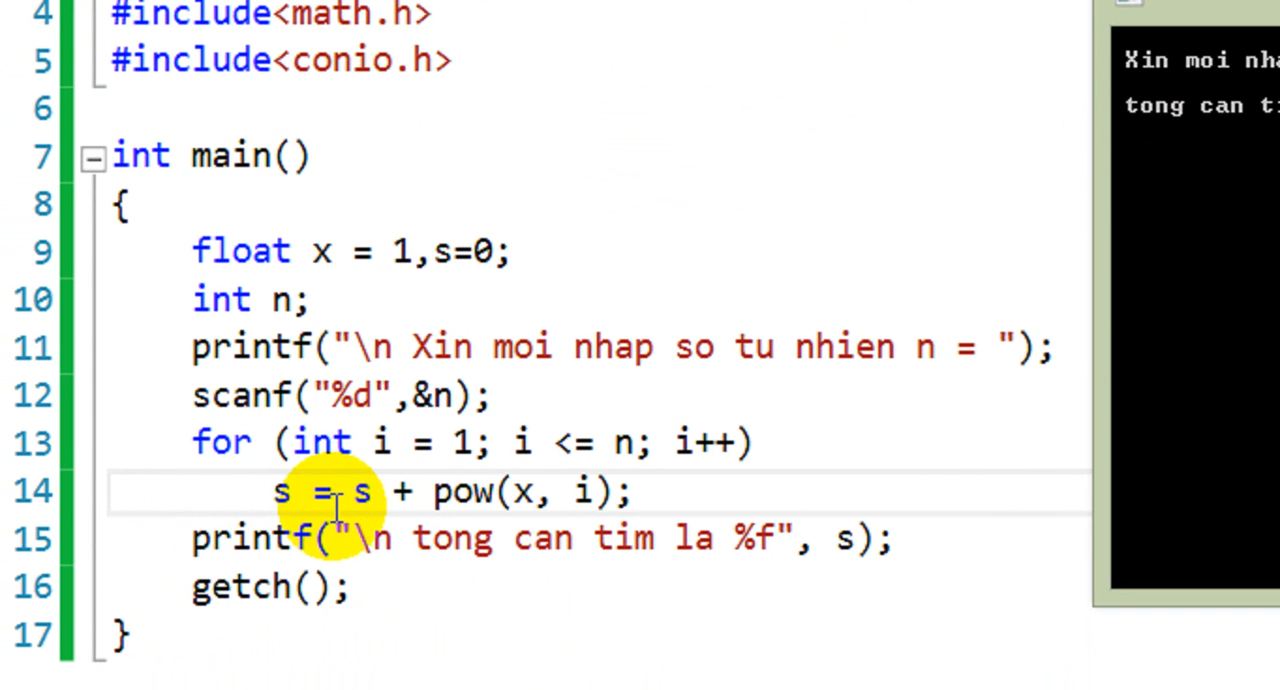 4 #include<math.h>
5 #include<conio.h>
6
7 int main()
8 {
9 float x = 1,s=0;
10 int n;
11 printf("\n Xin moi nhap so tu nhien n = ");
12 scanf("%d",&n);
13 for (int i = 1; i <= n; i++)
14 s = s + pow(x, i);
15 printf("\n tong can tim la %f", s);
16 getch();
17 }
Xin moi
tong can